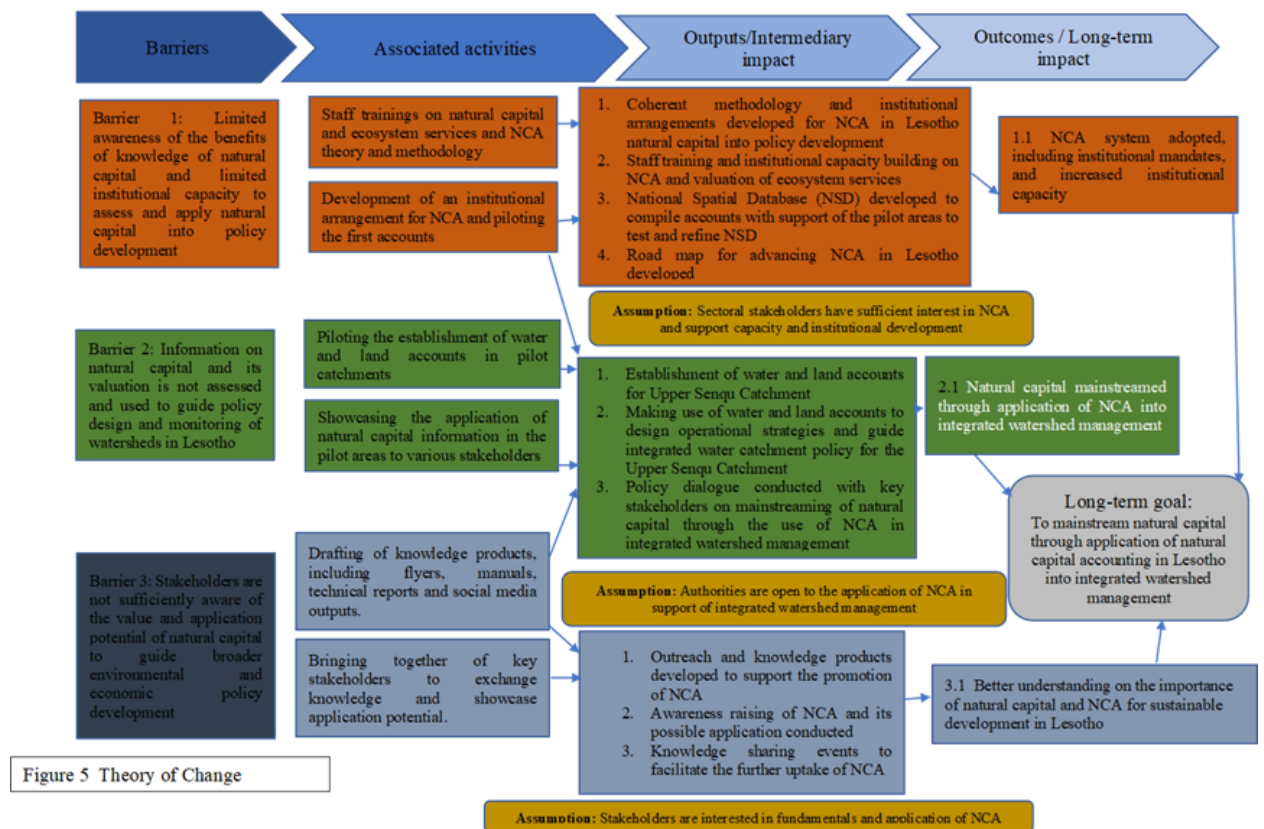 Barriers
Associated activities
Outputs/Intermediary
impact
Outcomes / Long-term
impact
Barrier 1: Limited
awareness of the benefits
of knowledge of natural
capital and limited
institutional capacity to
assess and apply natural
capital into policy
development
Staff trainings on natural capital
and ecosystem services and NCA
theory and methodology
Development of an institutional
arrangement for NCA and piloting
the first accounts
1. Coherent methodology and institutional
arrangements developed for NCA in Lesotho
natural capital into policy development
2. Staff training and institutional capacity building on
NCA and valuation of ecosystem services
3. National Spatial Database (NSD) developed to
compile accounts with support of the pilot areas to
test and refine NSD
4. Road map for advancing NCA in Lesotho
developed
1.1 NCA system adopted,
including institutional mandates,
and increased institutional
capacity
Assumption: Sectoral stakeholders have sufficient interest in NCA
and support capacity and institutional development
Barrier 2: Information on
natural capital and its
valuation is not assessed
and used to guide policy
design and monitoring of
watersheds in Lesotho
Piloting the establishment of water
and land accounts in pilot
catchments
Showcasing the application of
natural capital information in the
pilot areas to various stakeholders
1. Establishment of water and land accounts
for Upper Senqu Catchment
2. Making use of water and land accounts to
design operational strategies and guide
integrated water catchment policy for the
Upper Senqu Catchment
3. Policy dialogue conducted with key
stakeholders on mainstreaming of natural
capital through the use of NCA in
integrated watershed management
2.1 Natural capital mainstreamed
through application of NCA into
integrated watershed management
Long-term goal:
To mainstream natural capital
through application of natural
capital accounting in Lesotho
into integrated watershed
management
Assumption: Authorities are open to the application of NCA in
support of integrated watershed management
Barrier 3: Stakeholders are
not sufficiently aware of
the value and application
potential of natural capital
to guide broader
environmental and
economic policy
development
Drafting of knowledge products,
including flyers, manuals,
technical reports and social media
outputs.
Bringing together of key
stakeholders to exchange
knowledge and showcase
application potential.
1. Outreach and knowledge products
developed to support the promotion of
NCA
2. Awareness raising of NCA and its
possible application conducted
3. Knowledge sharing events to
facilitate the further uptake of NCA
3.1 Better understanding on the importance
of natural capital and NCA for sustainable
development in Lesotho
Assumption: Stakeholders are interested in fundamentals and application of NCA
Figure 5 Theory of Change